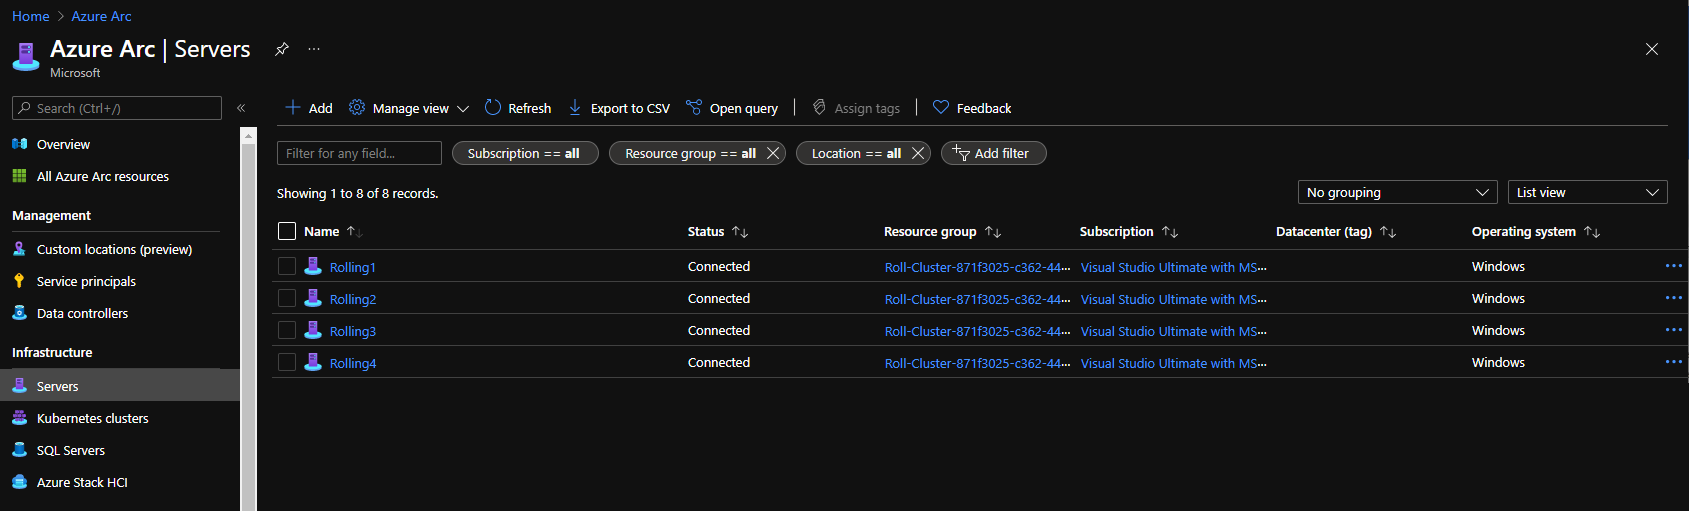 Home > Azure Arc
Azure Arc | Servers
Microsoft
Search (Ctrl+/)
Overview
All Azure Arc resources
Management
Custom locations (preview)
Service principals
Data controllers
Infrastructure
Servers
Kubernetes clusters
SQL Servers
Azure Stack HCI
Add Manage view Refresh Export to CSV Open query Assign tags Feedback
Filter for any field... Subscription == all Resource group == all Location == all Add filter
Showing 1 to 8 of 8 records. No grouping List view
Name Status Resource group Subscription Datacenter (tag) Operating system
Rolling1 Connected Roll-Cluster-871f3025-c362-44... Visual Studio Ultimate with MS... Windows
Rolling2 Connected Roll-Cluster-871f3025-c362-44... Visual Studio Ultimate with MS... Windows
Rolling3 Connected Roll-Cluster-871f3025-c362-44... Visual Studio Ultimate with MS... Windows
Rolling4 Connected Roll-Cluster-871f3025-c362-44... Visual Studio Ultimate with MS... Windows